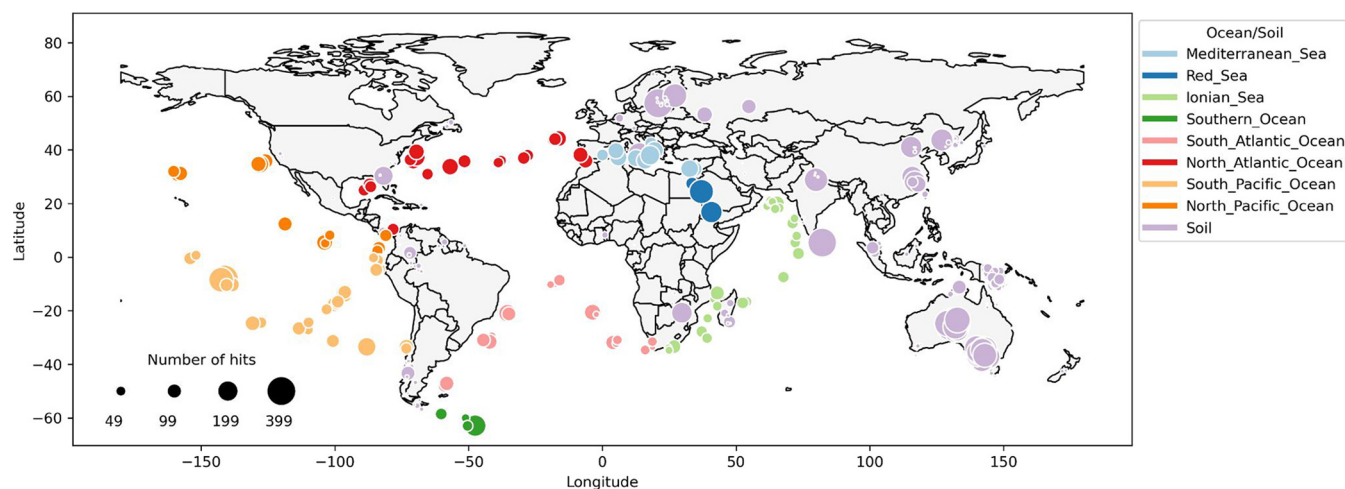 80
60
40
20
0
−20
−40
−60
Latitude
−150
−100
−50
0
50
100
150
Longitude
Number of hits
49 99 199 399
Ocean/Soil
Mediterranean_Sea
Red_Sea
Ionian_Sea
Southern_Ocean
South_Atlantic_Ocean
North_Atlantic_Ocean
South_Pacific_Ocean
North_Pacific_Ocean
Soil